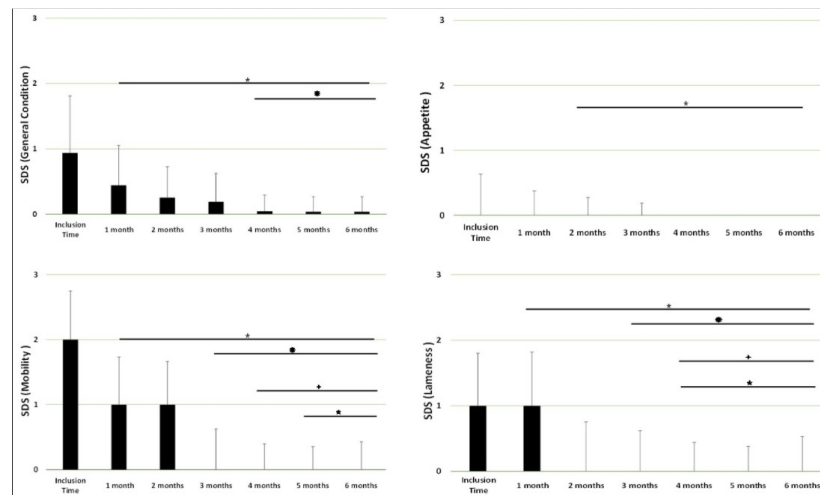 SDS (General Condition)
3
2
1
0
*
*
Inclusion
Time
1 month
2 months
3 months
4 months
5 months
6 months
SDS (Appetite)
3
2
1
0
*
Inclusion
Time
1 month
2 months
3 months
4 months
5 months
6 months
SDS (Mobility )
3
2
1
0
*
*
+
*
Inclusion
Time
1 month
2 months
3 months
4 months
5 months
6 months
SDS (Lameness )
3
2
1
0
*
*
+
*
Inclusion
Time
1 month
2 months
3 months
4 months
5 months
6 months